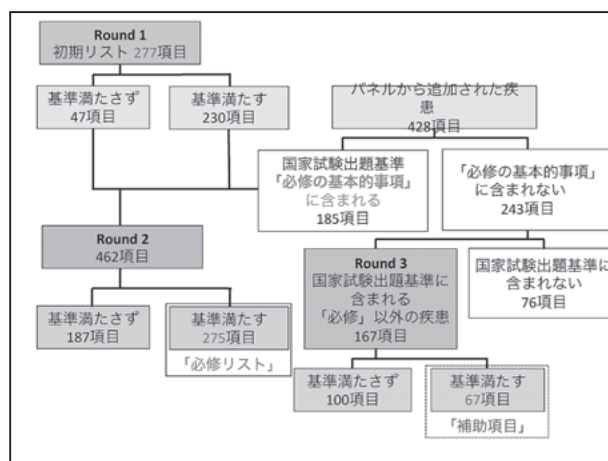 Round 1
初期リスト 277項目
基準満たさず
47項目
基準満たす
230項目
パネルから追加された疾
患
428項目
国家試験出題基準
「必修の基本的事項」
に含まれる
185項目
「必修の基本的事項」
に含まれない
243項目
Round 2
462項目
Round 3
国家試験出題基準に
含まれる
「必修」以外の疾患
167項目
国家試験出題基準に
含まれない
76項目
基準満たさず
187項目
基準満たす
275項目
「必修リスト」
基準満たさず
100項目
基準満たす
67項目
「補助項目」